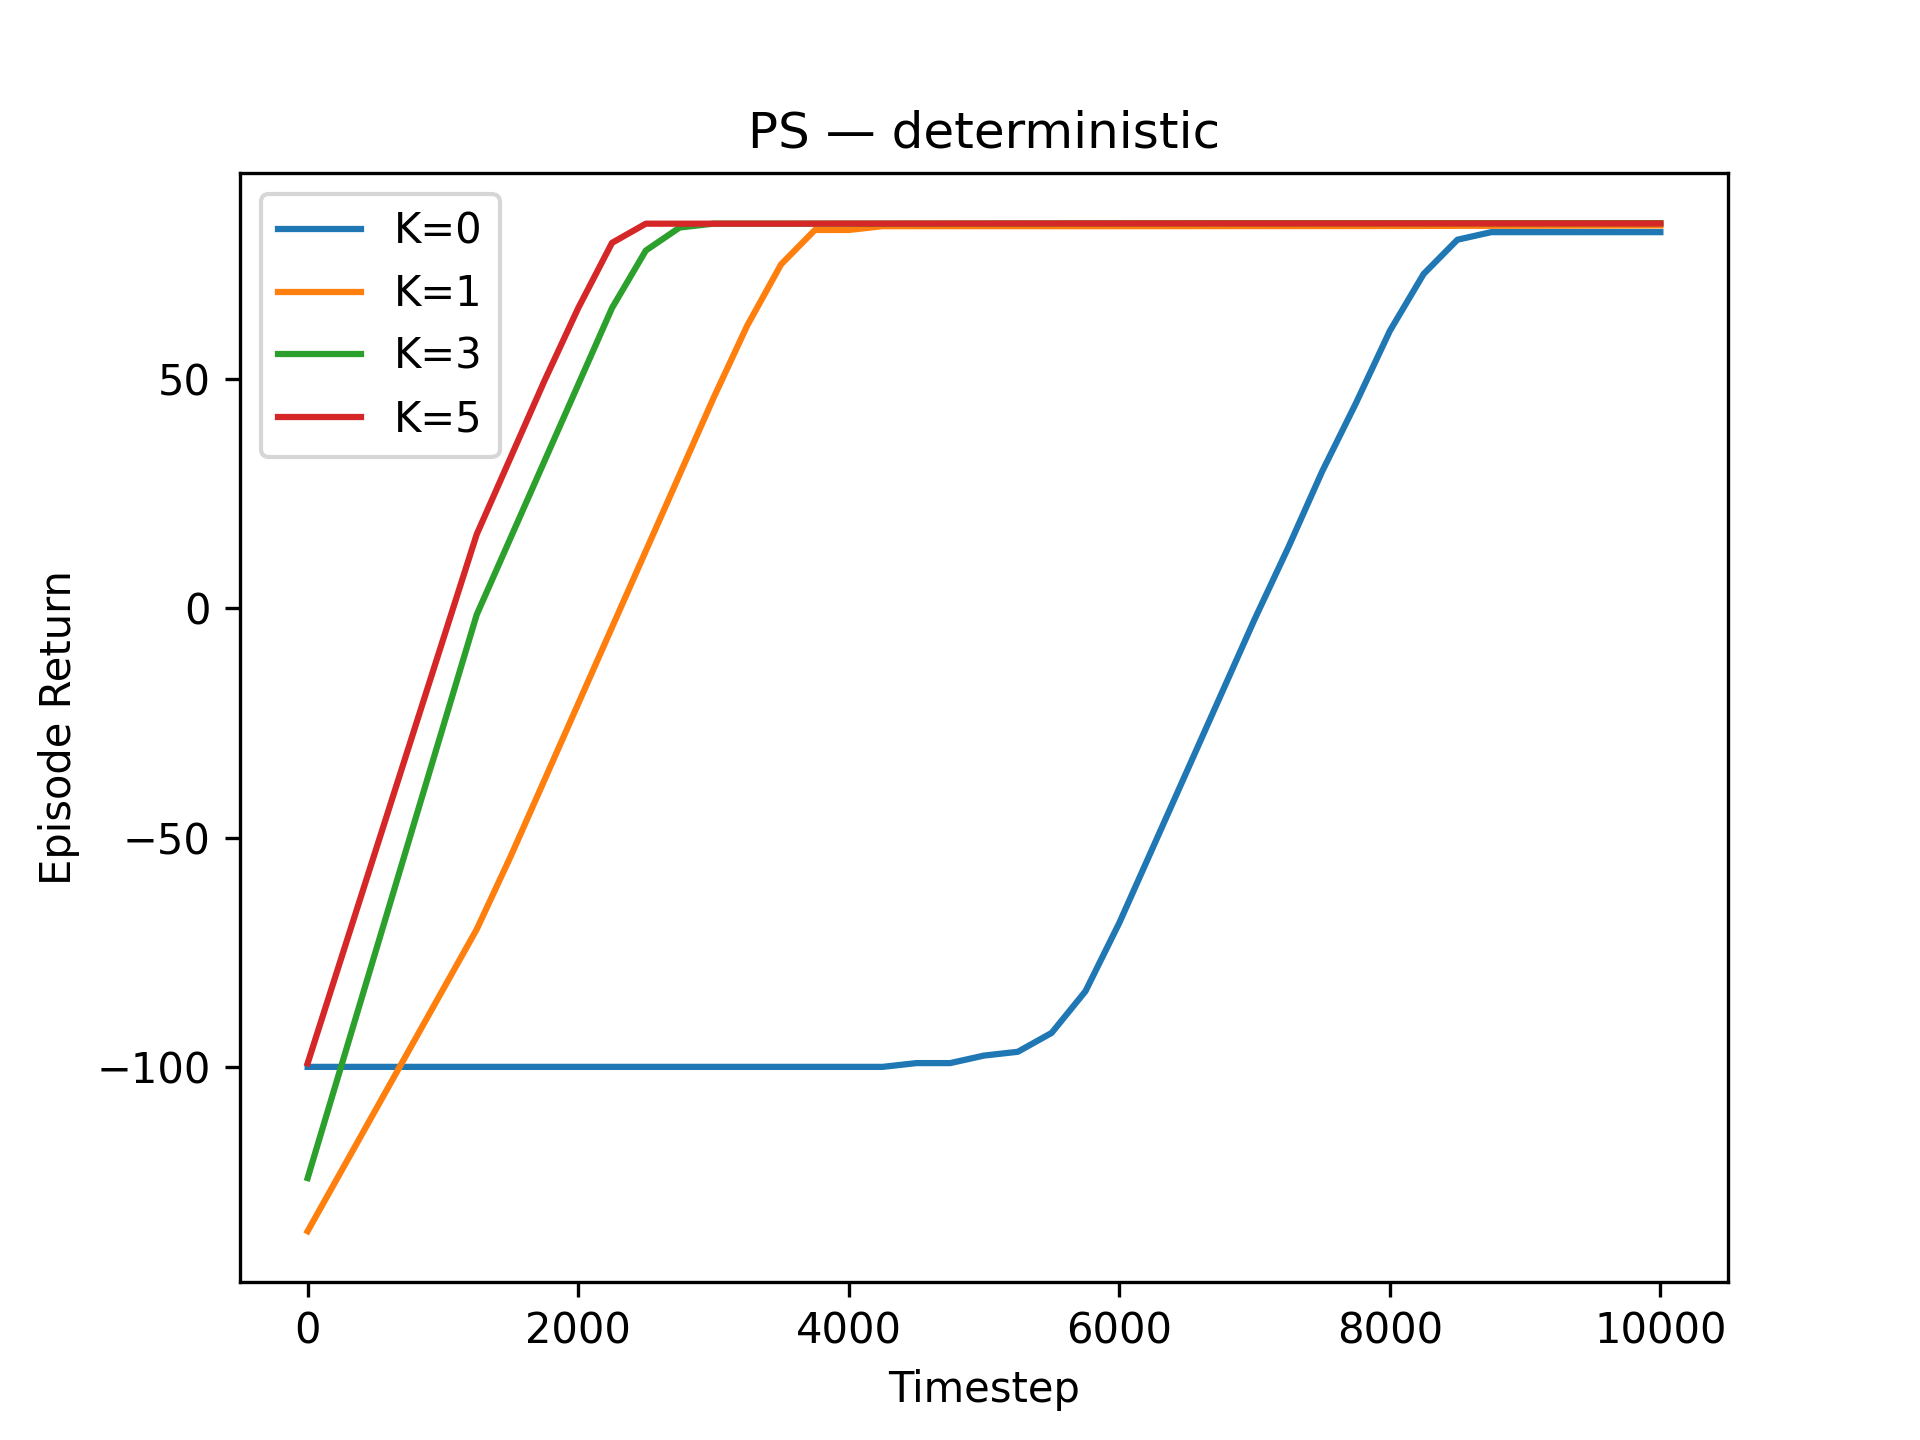 PS — deterministic
K=0
K=1
K=3
K=5
Episode Return
50
0
−50
−100
0 2000 4000 6000 8000 10000
Timestep